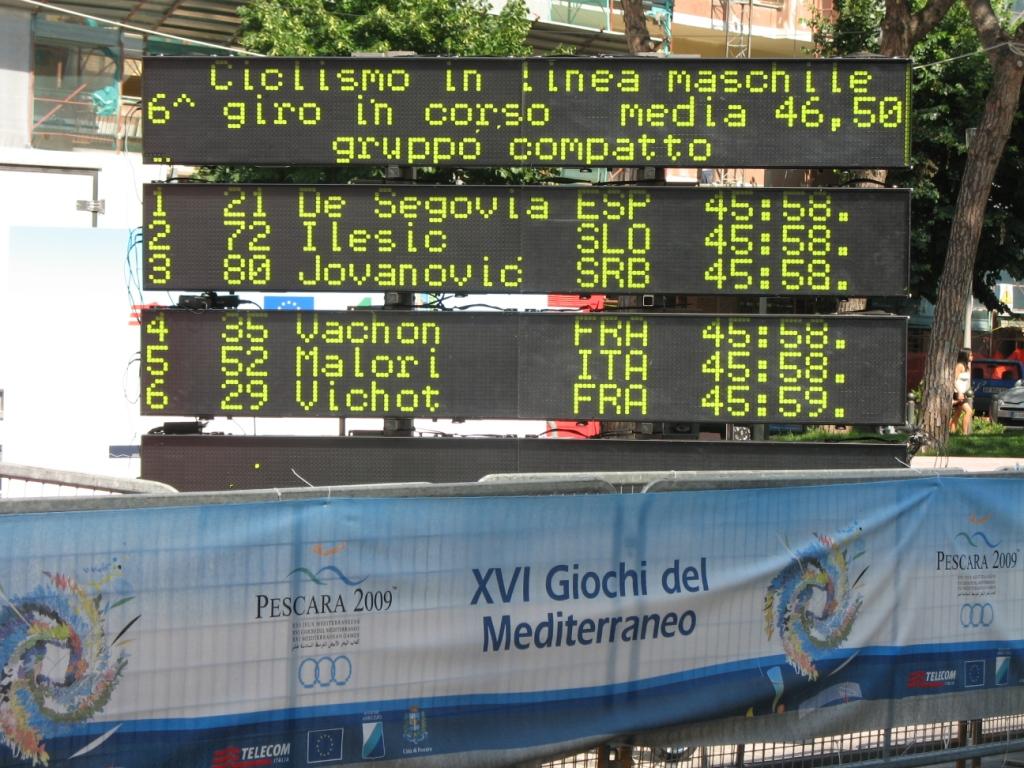 Ciclismo in linea maschile
6^ giro in corso media 46,50
gruppo compatto
1 21 De Segovia ESP 45:58.
2 72 Ilesic SLO 45:58.
3 80 Jovanović SRB 45:58.
4 35 Vachon FRA 45:58.
5 52 Malori ITA 45:58.
6 29 Vichot FRA 45:59.
PESCARA 2009™
XVI Giochi del
Mediterraneo
PESCARA 2009
TELECOM
ITALIA
TELECOM